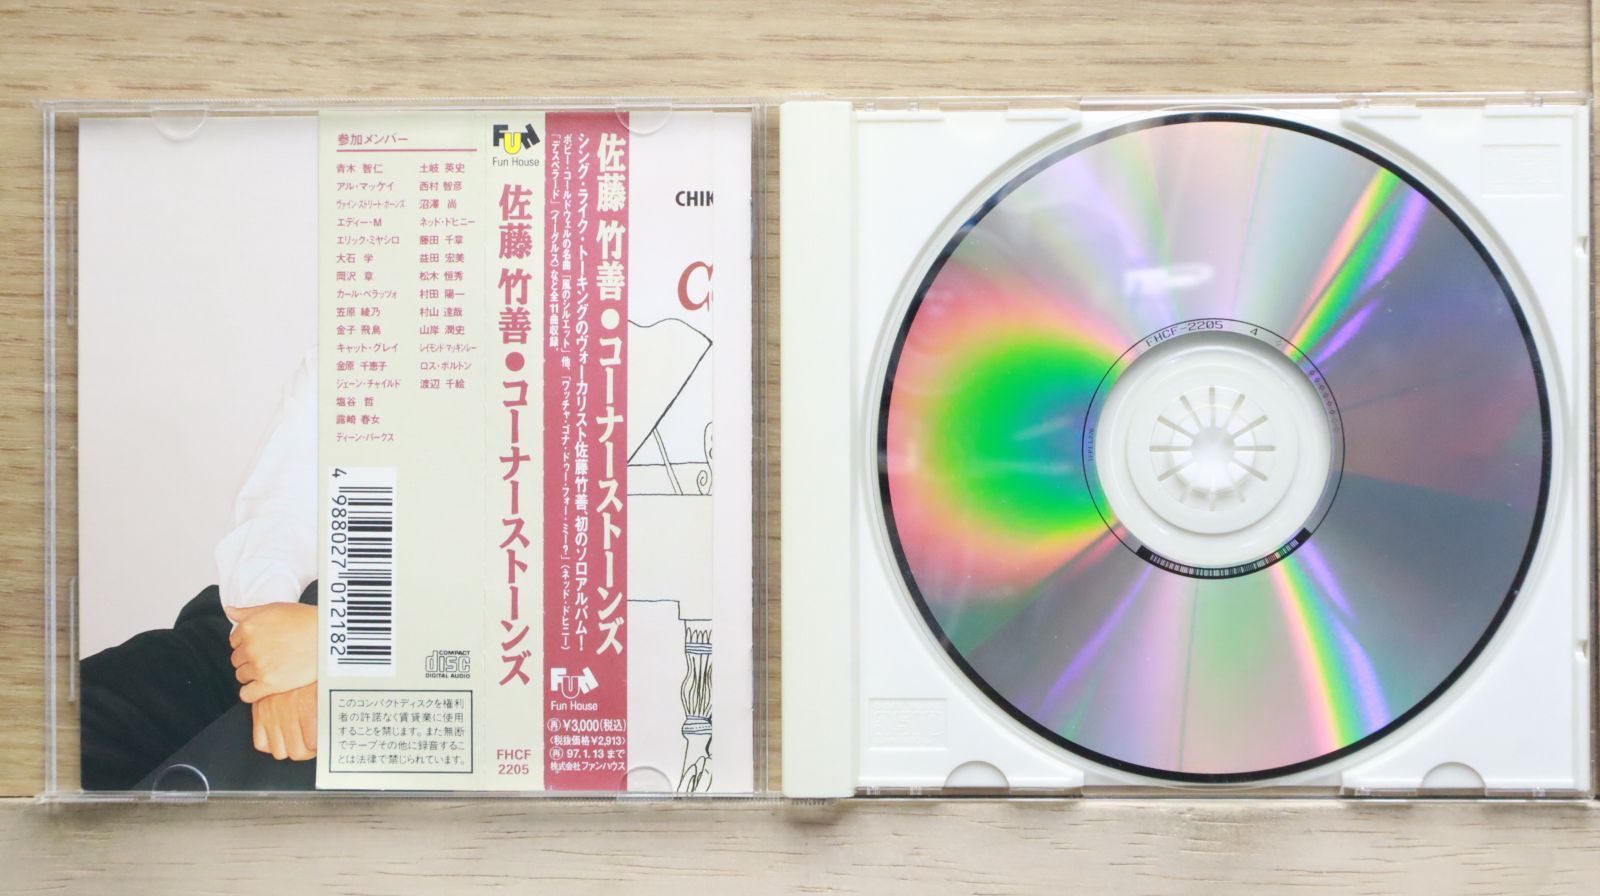 参加メンバー
青木 智仁
アル・マッケイ
ヴァイン・ストリート・ホーンズ
エディー・M
エリック・ミヤシロ
大石 学
岡沢 章
カール・ペラッツォ
笠原 綾乃
金子 飛鳥
キャット・グレイ
金原 千恵子
ジェーン・チャイルド
塩谷 哲
露崎 春女
ディーン・パークス
土岐 英史
西村 智彦
沼澤 尚
ネッド・ドヒニー
藤田 千章
益田 宏美
松木 恒秀
村田 陽一
村山 達哉
山岸 潤史
レイモンド・マッキンレー
ロス・ボルトン
渡辺 千絵
4 988027 012182
COMPACT
disc
DIGITAL AUDIO
このコンパクトディスクを権利
者の許諾なく賃貸業に使用
することを禁じます。また無断
でテープその他に録音するこ
とは法律で禁じられています。
FUN
Fun House
佐藤 竹善●コーナーストーンズ
FHCF
2205
佐藤 竹善●コーナーストーンズ
シング・ライク・トーキングのヴォーカリスト佐藤竹善、初のソロアルバム!
ボビー・コールドウェルの名曲「風のシルエット」他、「ワッチャ・ゴナ・ドゥー・フォー・ミー?」(ネッド・ドヒニー)
「デスペラード」(イーグルス)など全11曲収録。
FUN
Fun House
再 ¥3,000(税込)
〈税抜価格¥2,913〉
再 97.1.13まで
株式会社ファンハウス
CHIK
FHCF-2205 4